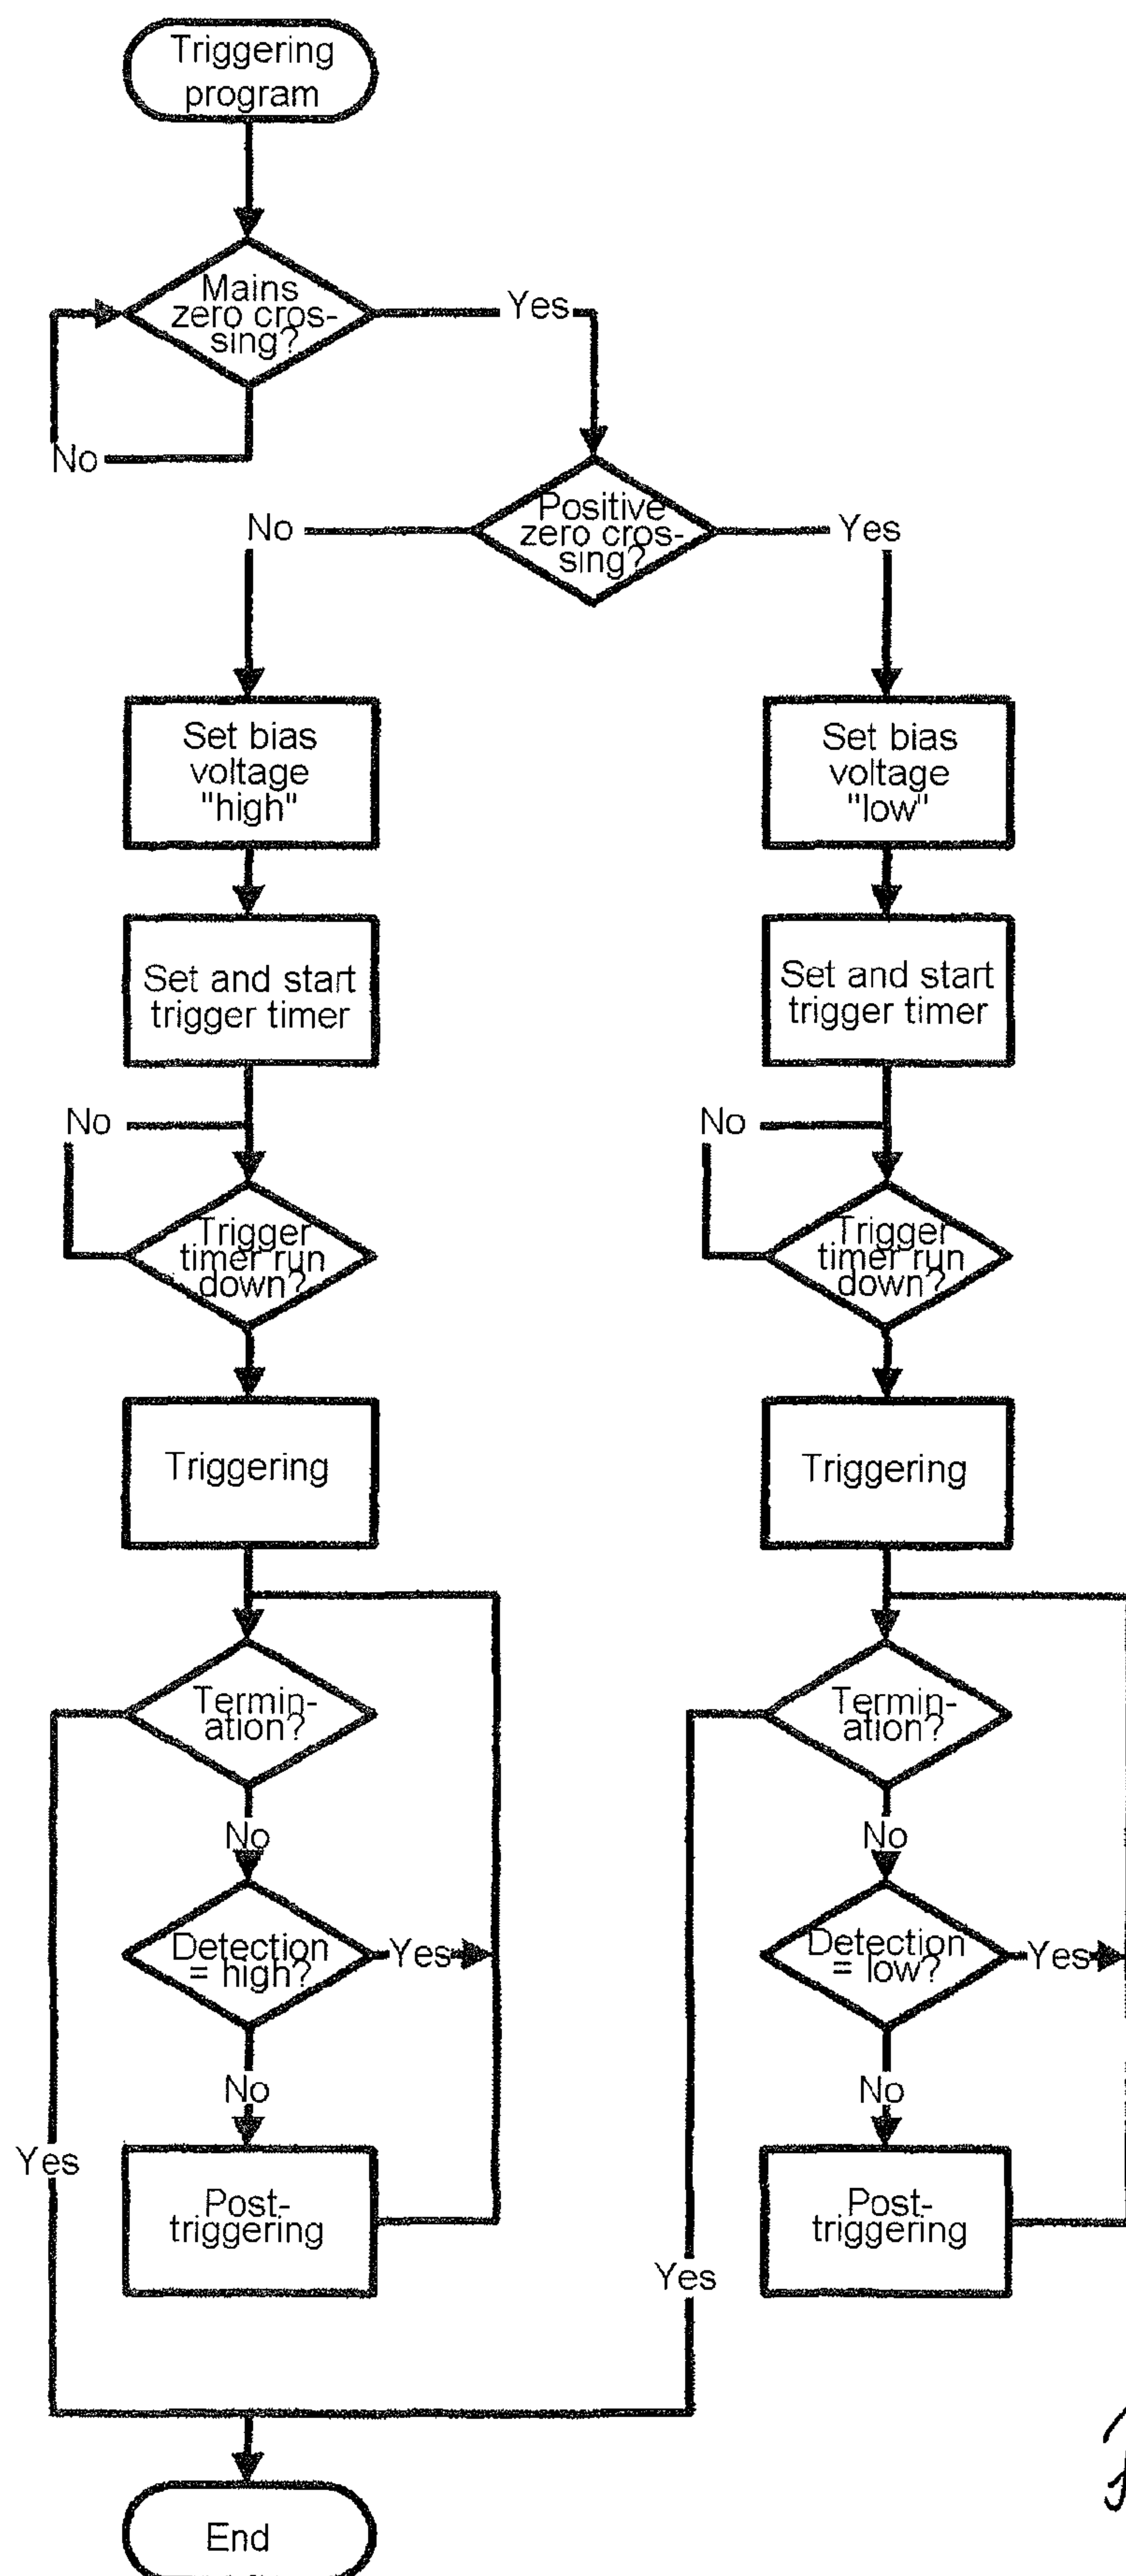 Triggering
program
Mains
zero cros-
sing?
Yes
No
Positive
zero cros-
sing?
No
Yes
Set bias
voltage
"high"
Set bias
voltage
"low"
Set and start
trigger timer
Set and start
trigger timer
No
No
Trigger
timer run
down?
Trigger
timer run
down?
Triggering
Triggering
Termin-
ation?
Termin-
ation?
No
No
Detection
= high?
Yes
Detection
= low?
Yes
No
No
Yes
Post-
triggering
Post-
triggering
Yes
End